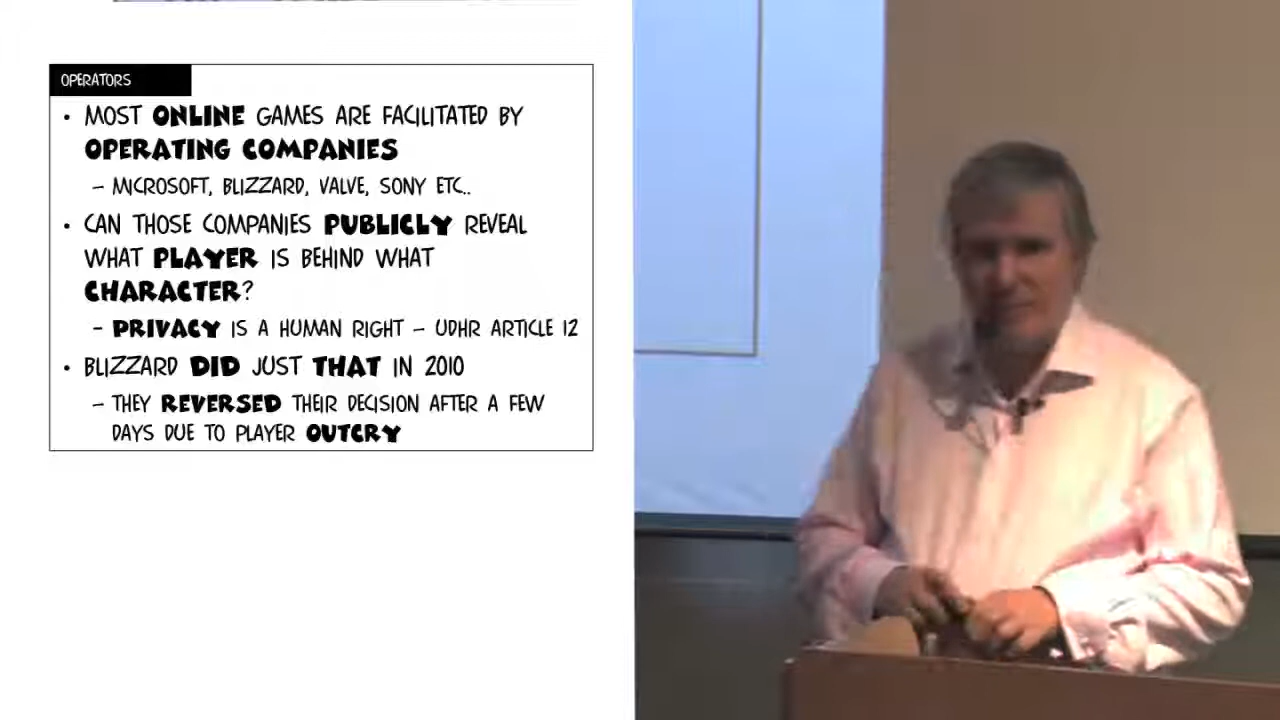 OPERATORS
• MOST ONLINE GAMES ARE FACILITATED BY
OPERATING COMPANIES
– MICROSOFT, BLIZZARD, VALVE, SONY ETC..
• CAN THOSE COMPANIES PUBLICLY REVEAL
WHAT PLAYER IS BEHIND WHAT
CHARACTER?
– PRIVACY IS A HUMAN RIGHT – UDHR ARTICLE 12
• BLIZZARD DID JUST THAT IN 2010
– THEY REVERSED THEIR DECISION AFTER A FEW
DAYS DUE TO PLAYER OUTCRY